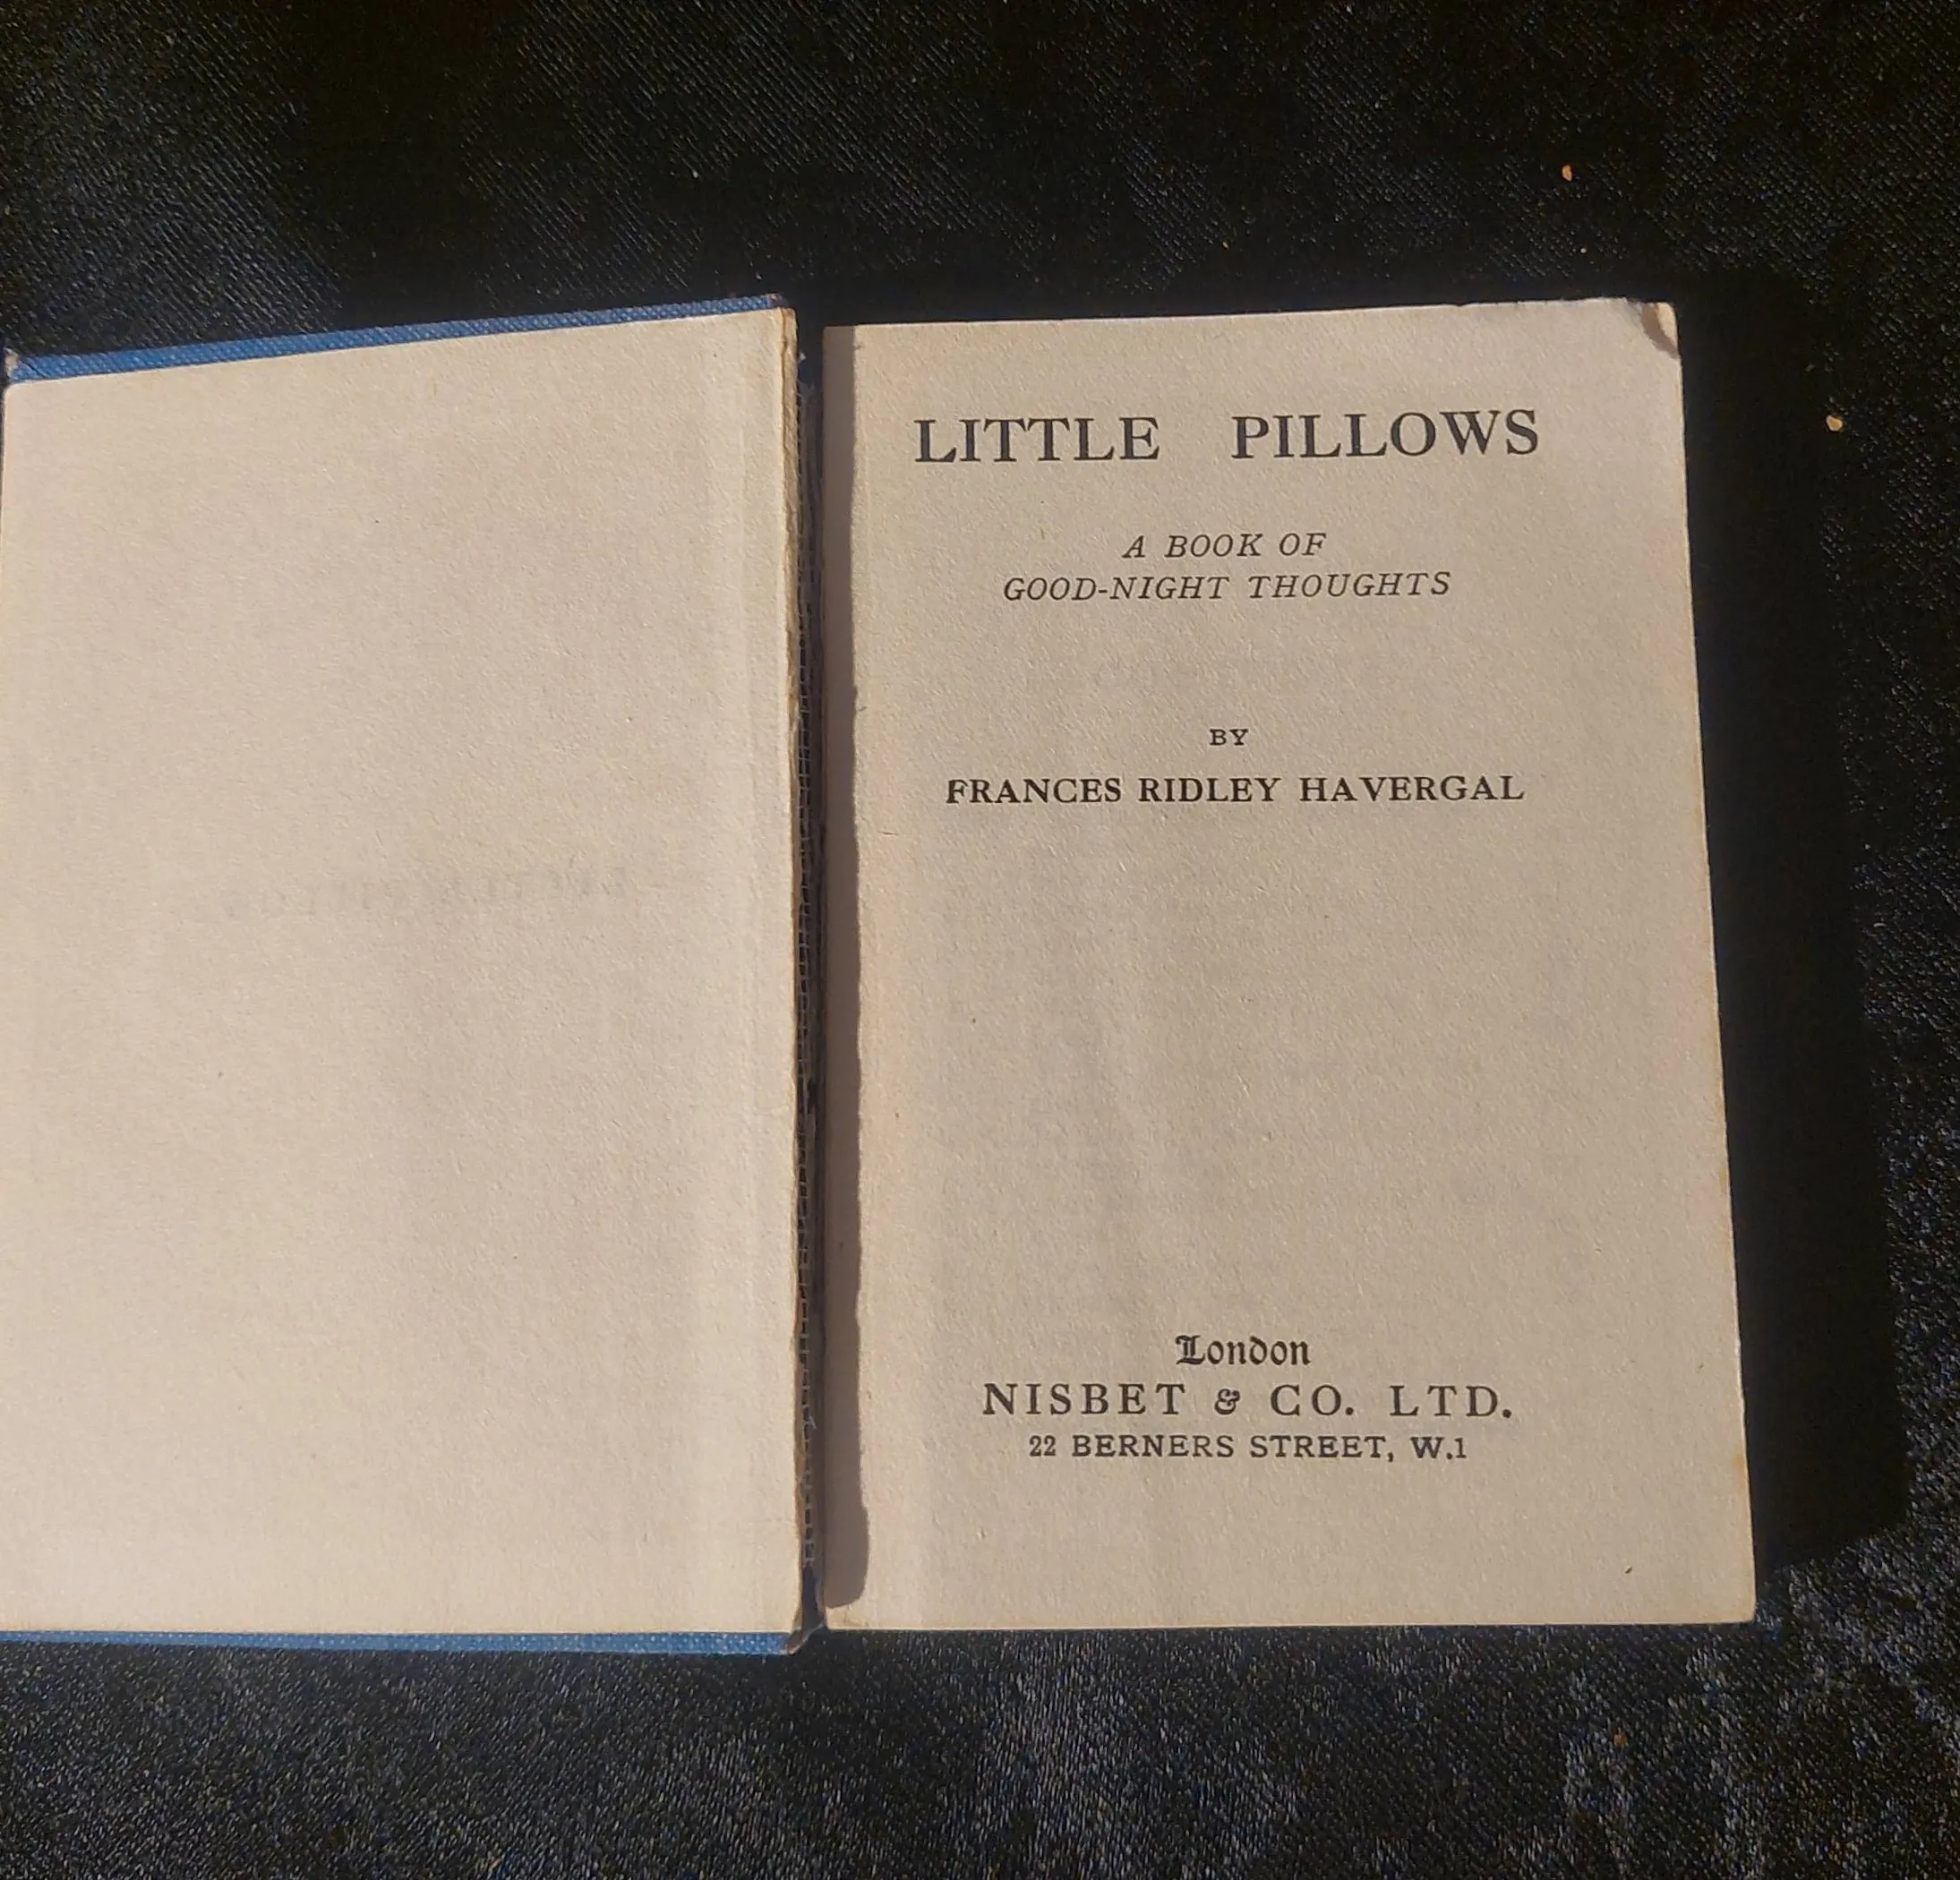 LITTLE PILLOWS
A BOOK OF
GOOD-NIGHT THOUGHTS
BY
FRANCES RIDLEY HAVERGAL
London
NISBET & CO. LTD.
22 BERNERS STREET, W.1